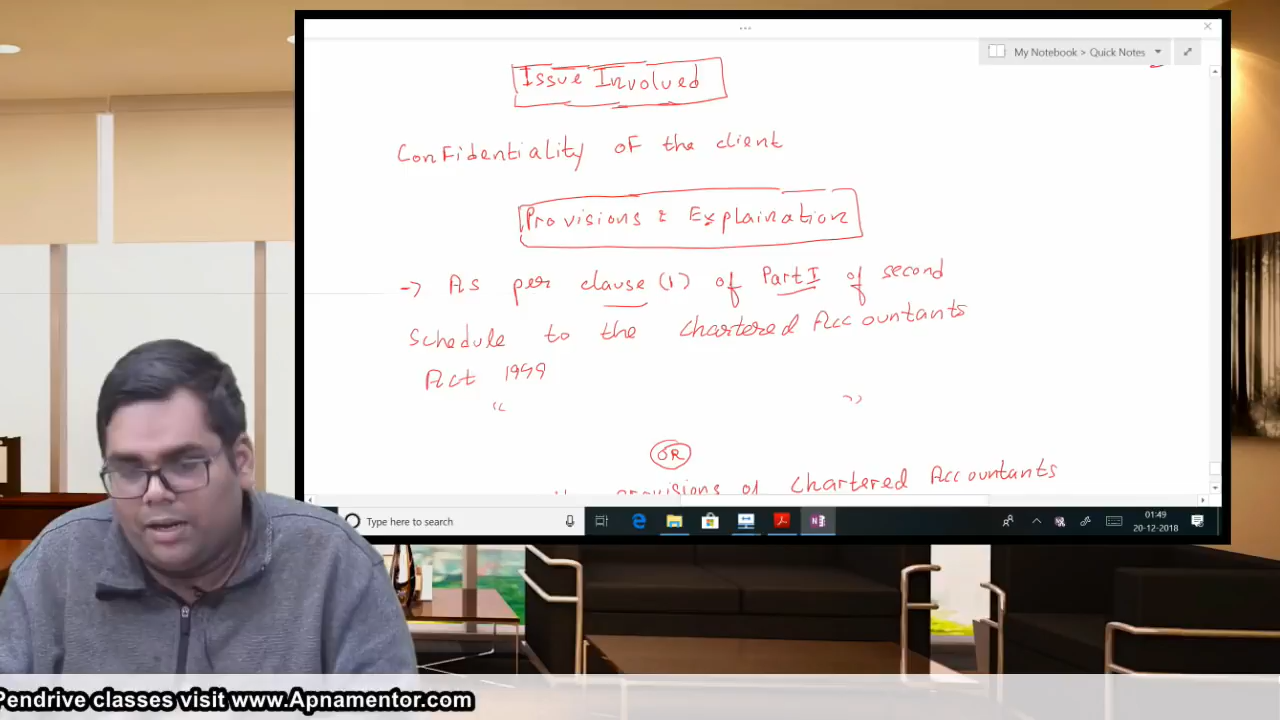 ...
My Notebook > Quick Notes
Issue Involved
Confidentiality of the client
Provisions & Explaination
-> As per clause (1) of Part I of second
Schedule to the Chartered Accountants
Act 1949
“ ”
OR
provisions of Chartered Accountants
Type here to search
01:49
20-12-2018
Pendrive classes visit www.Apnamentor.com